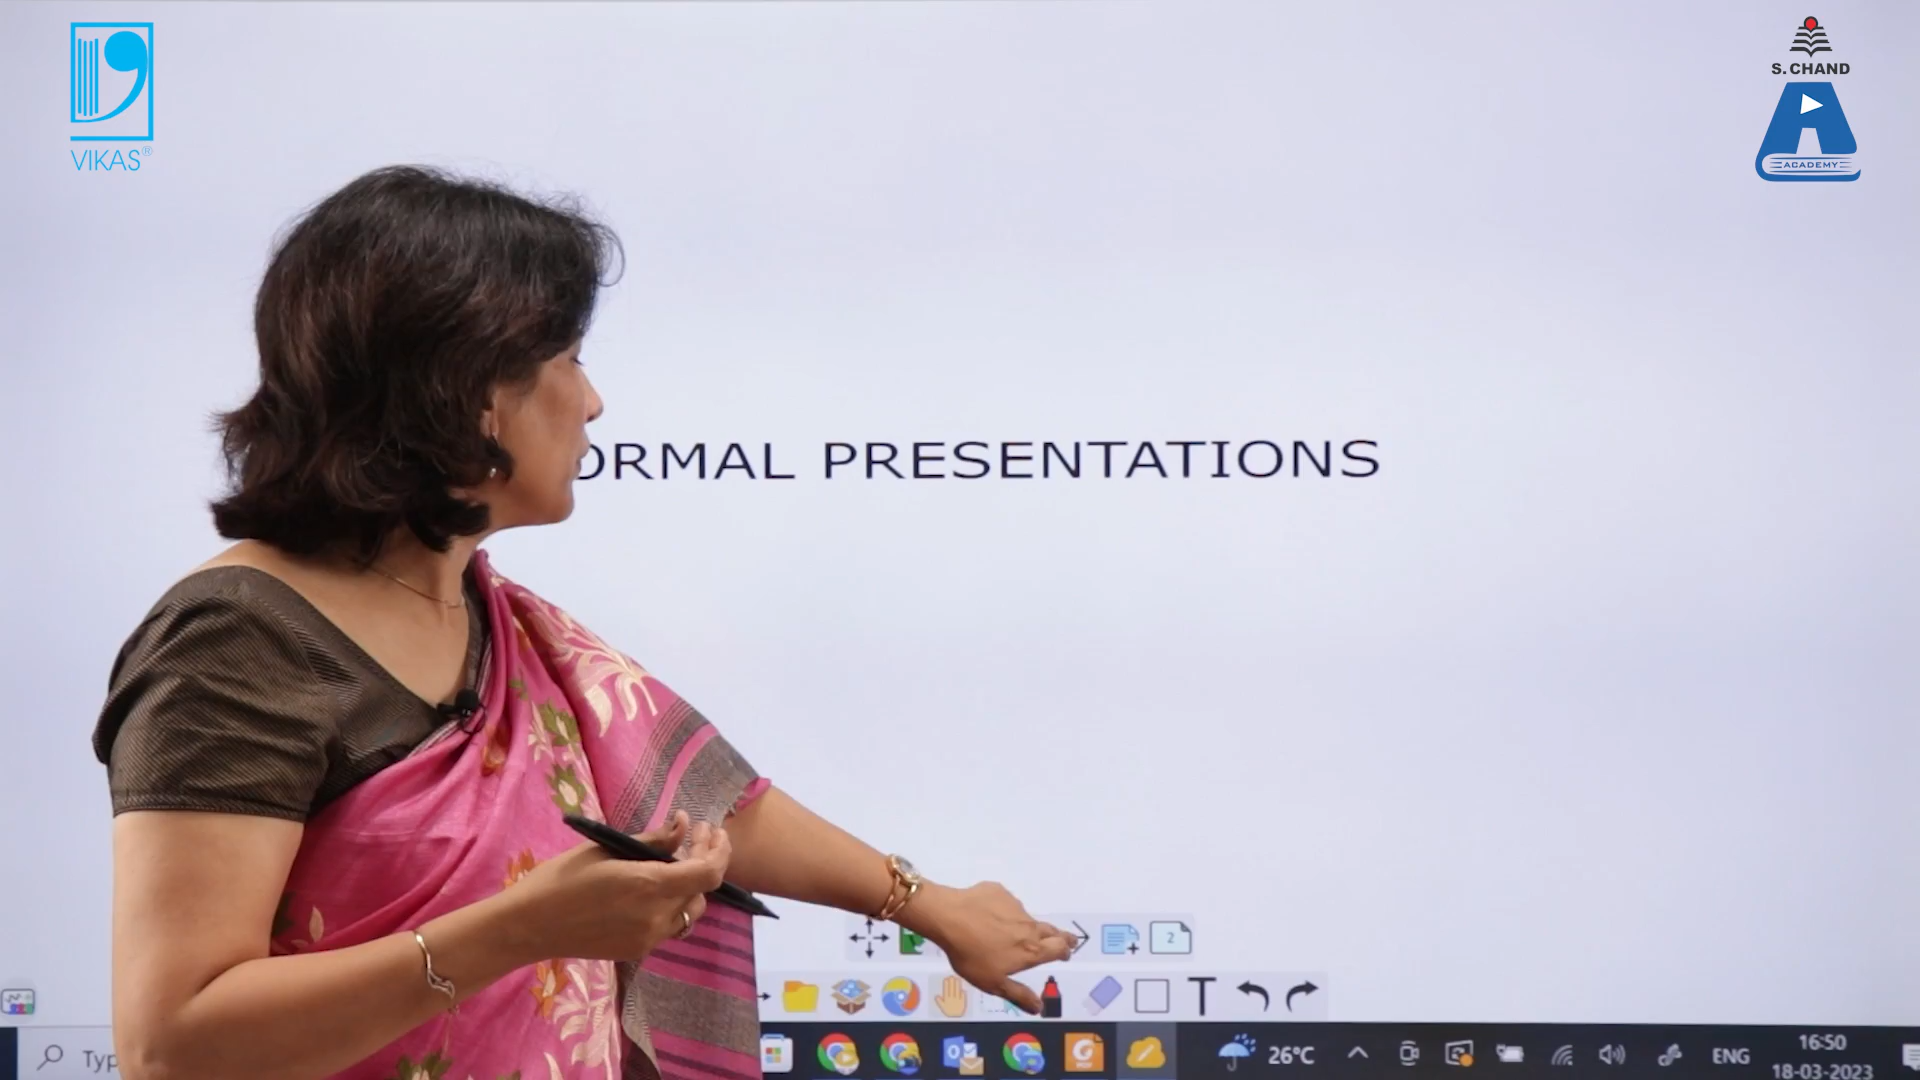 VIKAS®
S. CHAND
ACADEMY
ORMAL PRESENTATIONS
2
T
Typ
26°C
ENG
16:50
18-03-2023